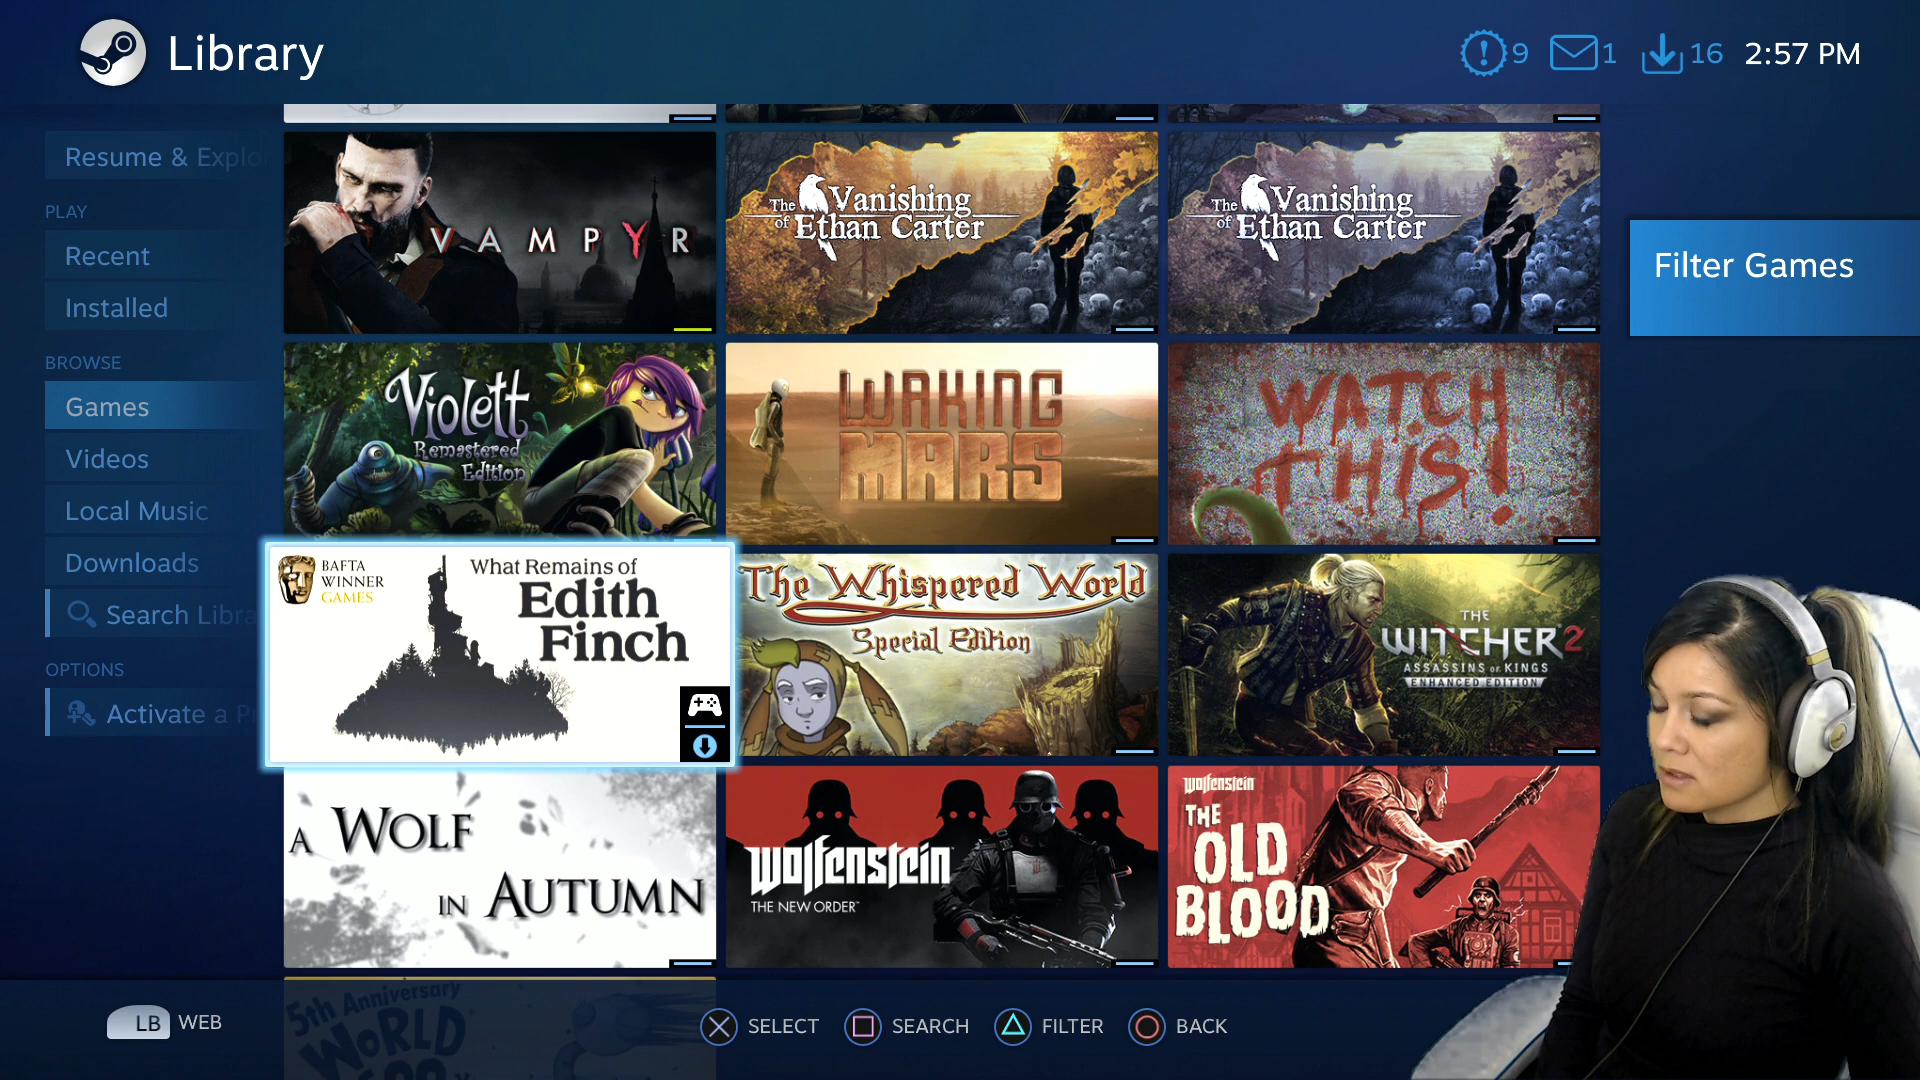 Library
9
1
16
2:57 PM
Resume & Explo
PLAY
Recent
Installed
BROWSE
Games
Videos
Local Music
Downloads
Search Libra
OPTIONS
Activate a Pr
VAMPYR
The Vanishing
of Ethan Carter
The Vanishing
of Ethan Carter
Filter Games
Violett
Remastered
Edition
WAKING
MARS
WATCH
THIS!
BAFTA
WINNER
GAMES
What Remains of
Edith
Finch
The Whispered World
Special Edition
THE
WITCHER 2
ASSASSINS OF KINGS
ENHANCED EDITION
A WOLF
IN AUTUMN
Wolfenstein
THE NEW ORDER™
Wolfenstein
THE
OLD
BLOOD
5th Anniversary
WORLD
LB WEB
SELECT
SEARCH
FILTER
BACK